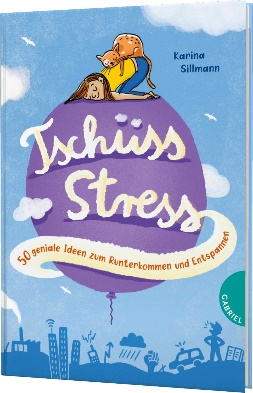 Karina
Sillmann
Tschüss
Stress
50 geniale Ideen zum Runterkommen und Entspannen
GABRIEL